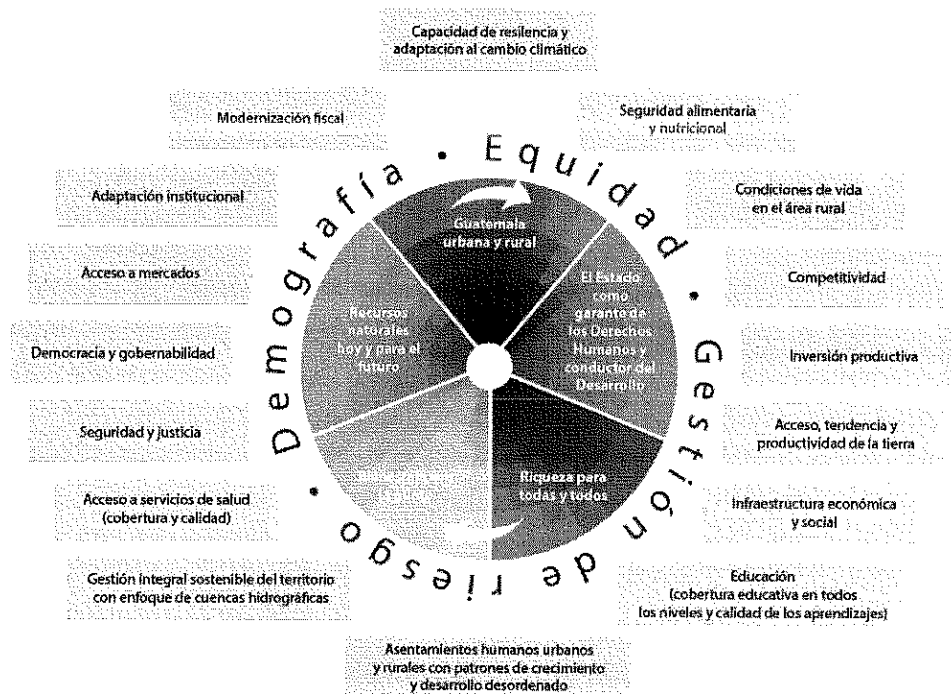 Capacidad de resilencia y
adaptación al cambio climático
Modernización fiscal
Seguridad alimentaria
y nutricional
Adaptación institucional
Condiciones de vida
en el área rural
Acceso a mercados
Competitividad
Democracia y gobernabilidad
Inversión productiva
Seguridad y justicia
Acceso, tendencia y
productividad de la tierra
Acceso a servicios de salud
(cobertura y calidad)
Infraestructura económica
y social
Gestión integral sostenible del territorio
con enfoque de cuencas hidrográficas
Educación
(cobertura educativa en todos
los niveles y calidad de los aprendizajes)
Asentamientos humanos urbanos
y rurales con patrones de crecimiento
y desarrollo desordenado
Demografía • Equidad • Gestión de riesgo •
Guatemala
urbana y rural
El Estado
como
garante de
los Derechos
Humanos y
conductor del
Desarrollo
Riqueza para
todas y todos
Recursos
naturales
hoy y para el
futuro